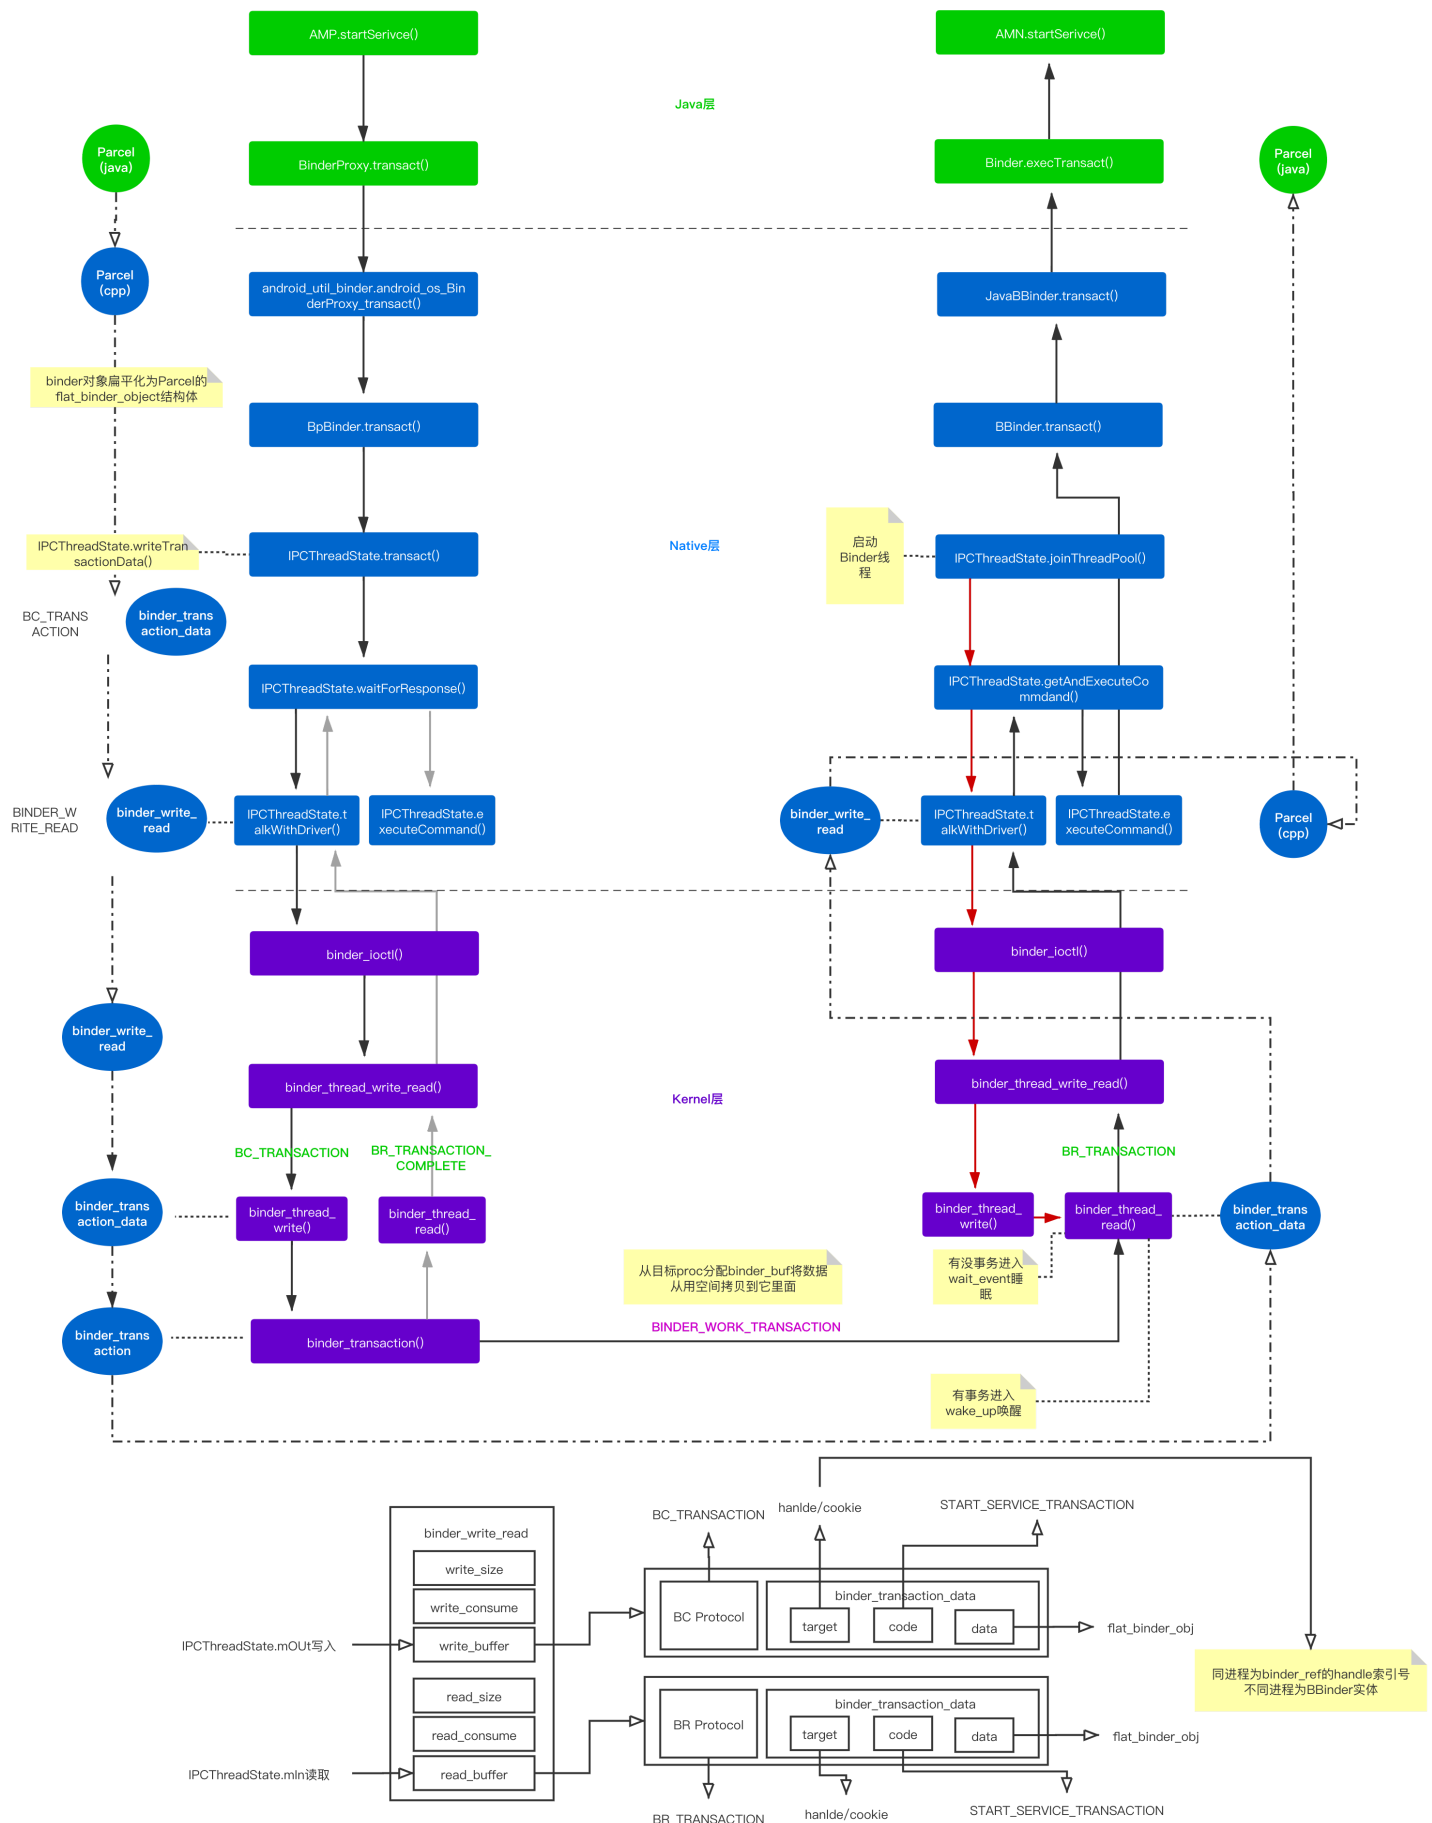 AMP.startSerivce()
AMN.startSerivce()
Java层
Parcel
(java)
BinderProxy.transact()
Binder.execTransact()
Parcel
(java)
Parcel
(cpp)
android_util_binder.android_os_Bin
derProxy_transact()
JavaBBinder.transact()
binder对象扁平化为Parcel的
flat_binder_object结构体
BpBinder.transact()
BBinder.transact()
IPCThreadState.writeTran
sactionData()
IPCThreadState.transact()
Native层
启动
Binder线
程
IPCThreadState.joinThreadPool()
BC_TRANS
ACTION
binder_trans
action_data
IPCThreadState.waitForResponse()
IPCThreadState.getAndExecuteCo
mmdand()
BINDER_W
RITE_READ
binder_write_
read
IPCThreadState.t
alkWithDriver()
IPCThreadState.e
xecuteCommand()
binder_write_
read
IPCThreadState.t
alkWithDriver()
IPCThreadState.e
xecuteCommand()
Parcel
(cpp)
binder_ioctl()
binder_ioctl()
binder_write_
read
binder_thread_write_read()
Kernel层
binder_thread_write_read()
BC_TRANSACTION
BR_TRANSACTION_
COMPLETE
BR_TRANSACTION
binder_trans
action_data
binder_thread_
write()
binder_thread_
read()
binder_thread_
write()
binder_thread_
read()
binder_trans
action_data
从目标proc分配binder_buf将数据
从用空间拷贝到它里面
有没事务进入
wait_event睡
眠
binder_trans
action
binder_transaction()
BINDER_WORK_TRANSACTION
有事务进入
wake_up唤醒
binder_write_read
write_size
write_consume
IPCThreadState.mOUt写入
write_buffer
read_size
read_consume
IPCThreadState.mIn读取
read_buffer
BC_TRANSACTION
hanlde/cookie
START_SERVICE_TRANSACTION
BC Protocol
binder_transaction_data
target
code
data
flat_binder_obj
同进程为binder_ref的handle索引号
不同进程为BBinder实体
BR Protocol
binder_transaction_data
target
code
data
flat_binder_obj
BR_TRANSACTION
hanlde/cookie
START_SERVICE_TRANSACTION